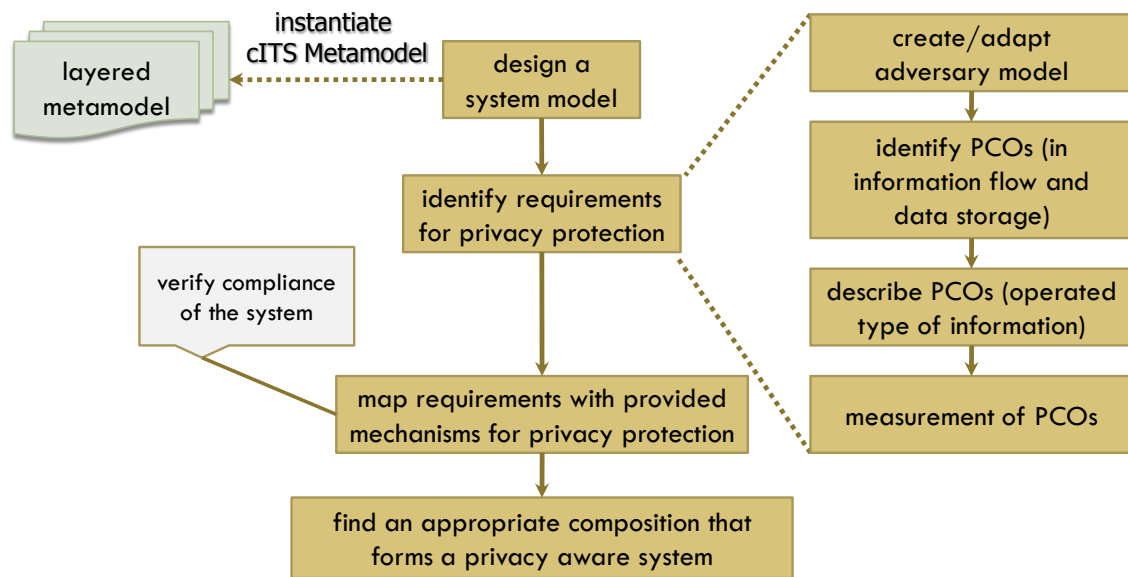 instantiate
cITS Metamodel
layered
metamodel
design a
system model
identify requirements
for privacy protection
verify compliance
of the system
map requirements with provided
mechanisms for privacy protection
find an appropriate composition that
forms a privacy aware system
create/adapt
adversary model
identify PCOs (in
information flow and
data storage)
describe PCOs (operated
type of information)
measurement of PCOs